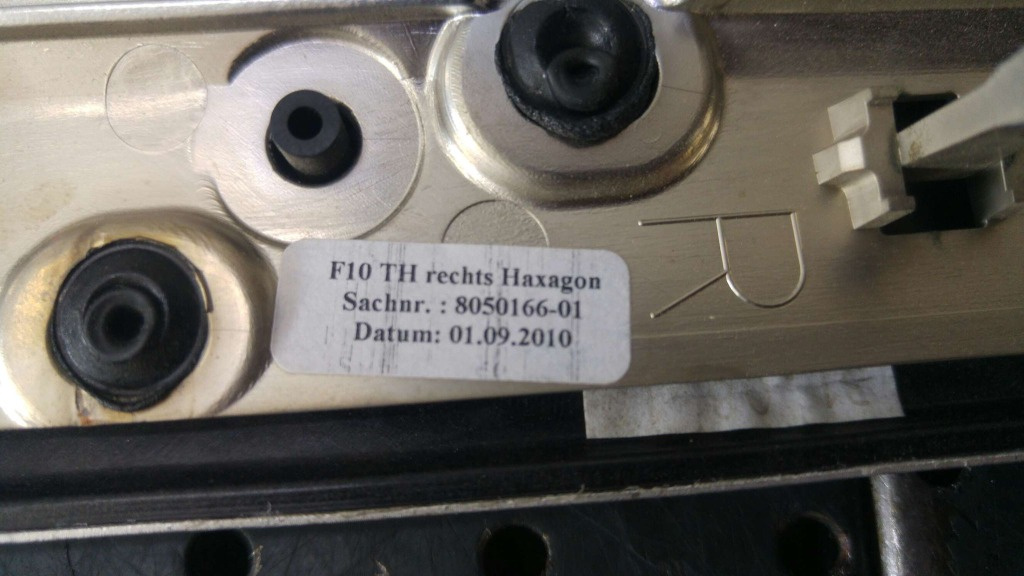 F10 TH rechts Haxagon
Sachnr. : 8050166-01
Datum: 01.09.2010
R